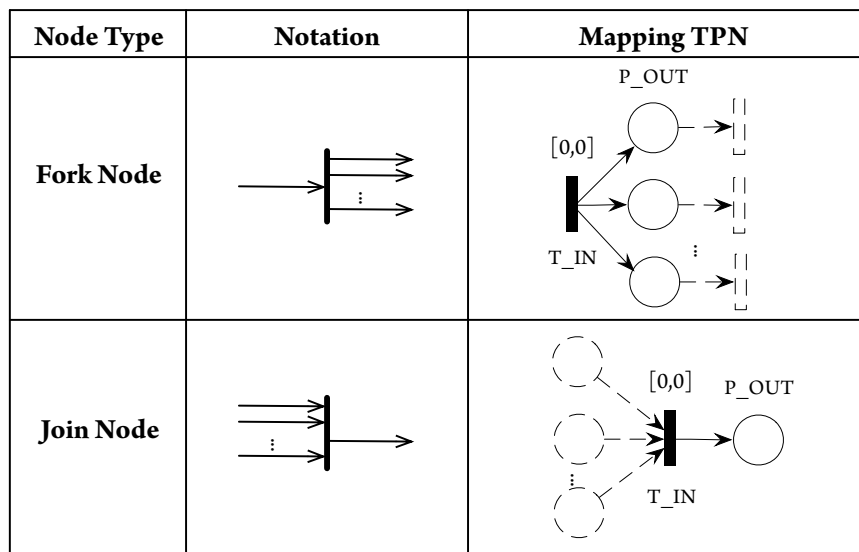 Node Type Notation Mapping TPN
P_OUT
[0,0]
Fork Node
...
T_IN
...
[0,0] P_OUT
Join Node
...
...
T_IN